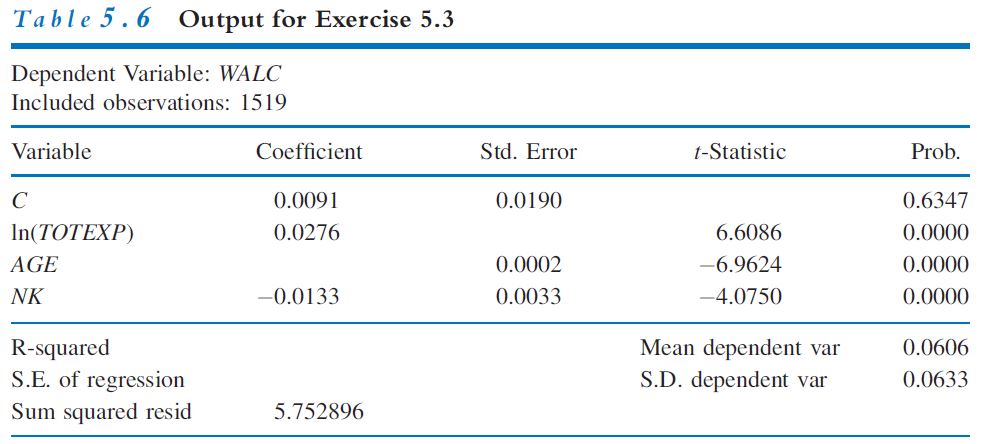 Table 5.6 Output for Exercise 5.3
Dependent Variable: WALC
Included observations: 1519
Variable Coefficient Std. Error t-Statistic Prob.
C 0.0091 0.0190 0.6347
ln(TOTEXP) 0.0276 6.6086 0.0000
AGE 0.0002 −6.9624 0.0000
NK −0.0133 0.0033 −4.0750 0.0000
R-squared Mean dependent var 0.0606
S.E. of regression S.D. dependent var 0.0633
Sum squared resid 5.752896